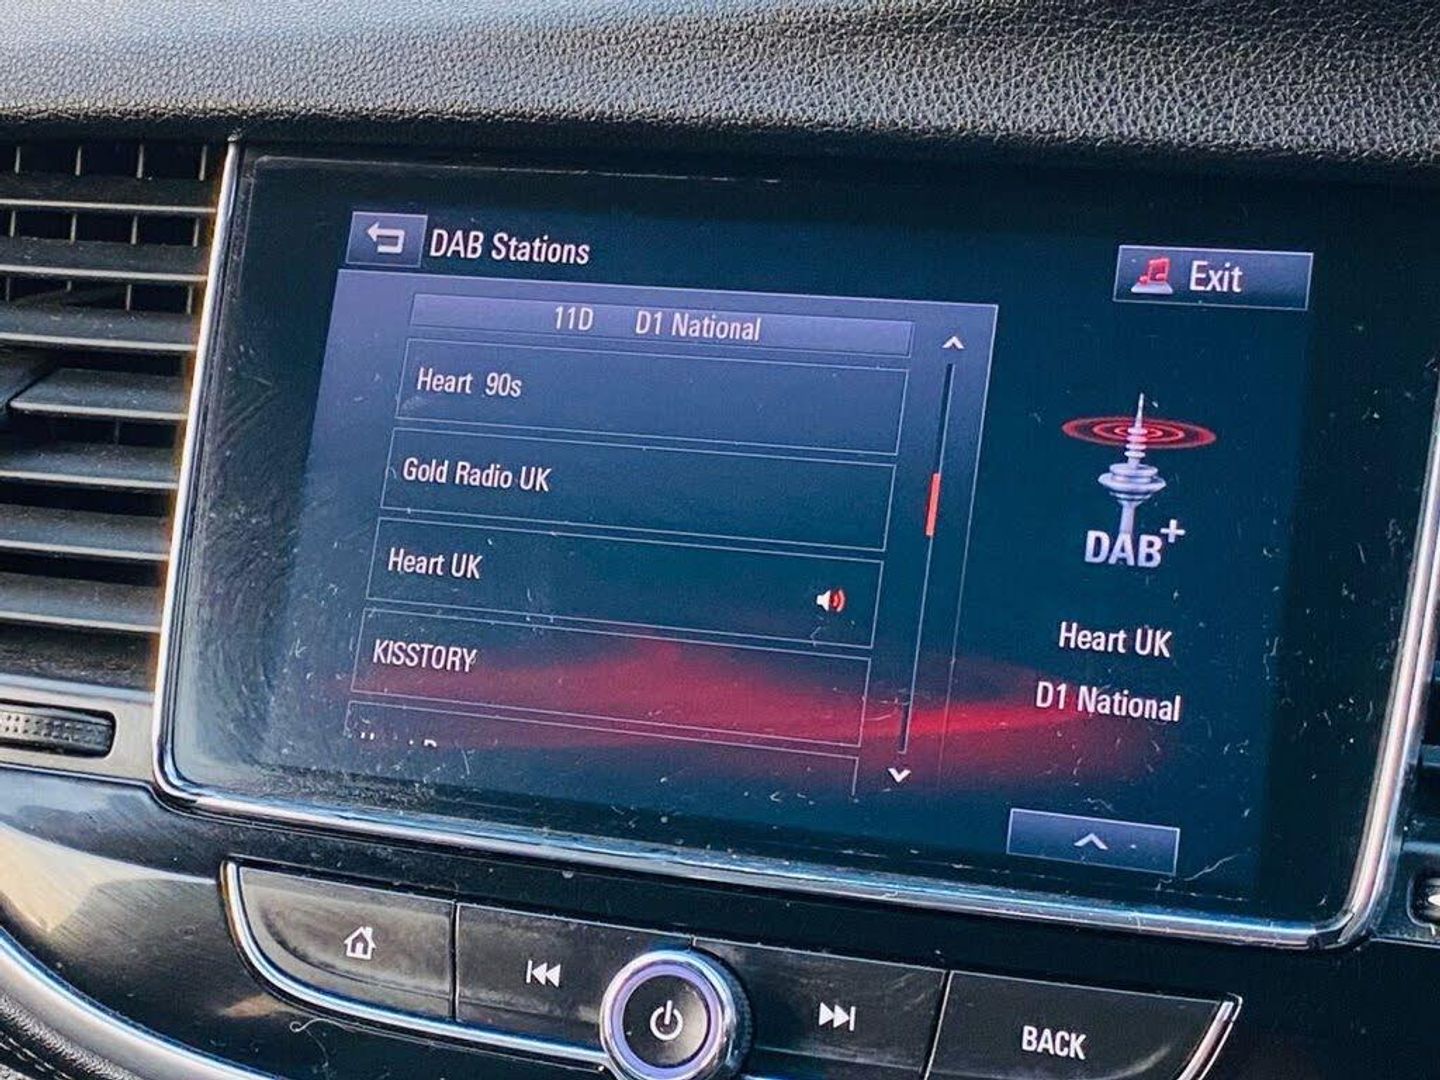 DAB Stations
Exit
11D D1 National
Heart 90s
Gold Radio UK
Heart UK
KISSTORY
DAB+
Heart UK
D1 National
BACK